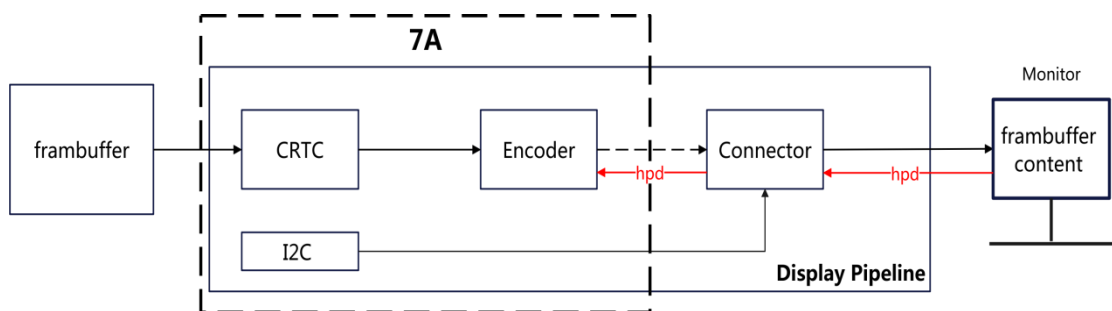 7A
Monitor
frambuffer
CRTC
Encoder
Connector
frambuffer
content
hpd
hpd
I2C
Display Pipeline